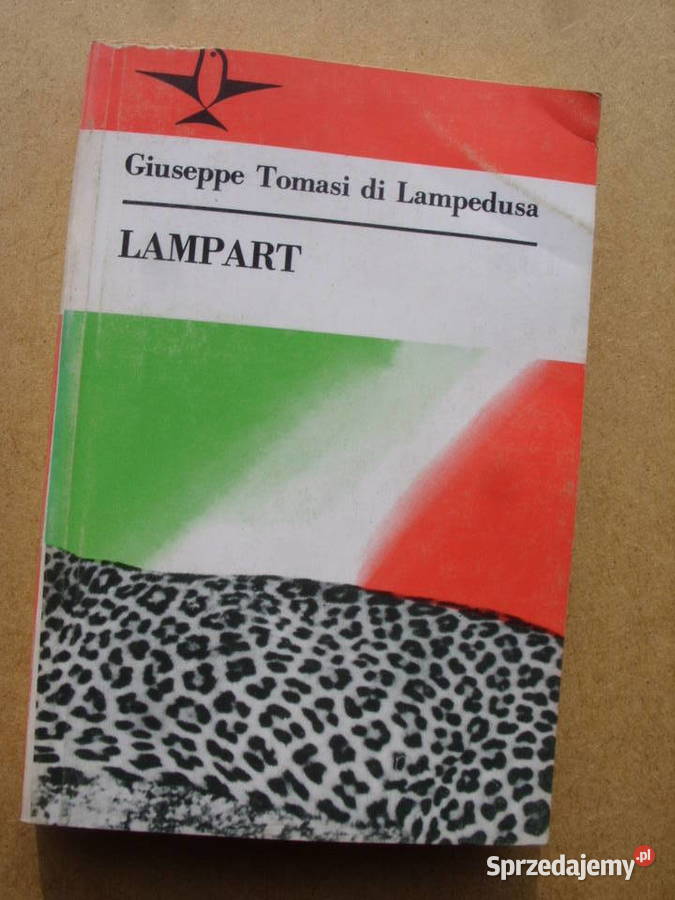 Giuseppe Tomasi di Lampedusa
LAMPART
Sprzedajemy.pl